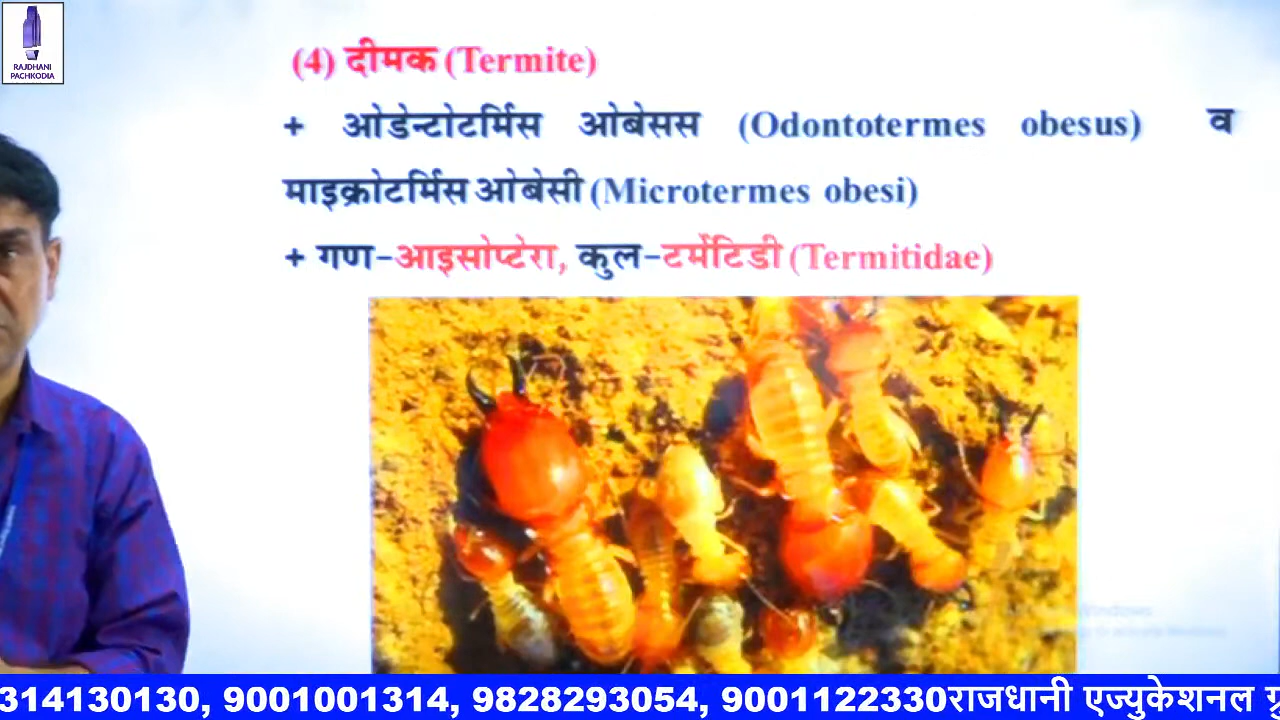 RAJDHANI
PACHKODIA
(4) दीमक (Termite)
+ ओडेन्टोटर्मिस ओबेसस (Odontotermes obesus) व
माइक्रोटर्मिस ओबेसी (Microtermes obesi)
+ गण-आइसोप्टेरा, कुल-टर्मेटिडी (Termitidae)
314130130, 9001001314, 9828293054, 9001122330राजधानी एज्युकेशनल